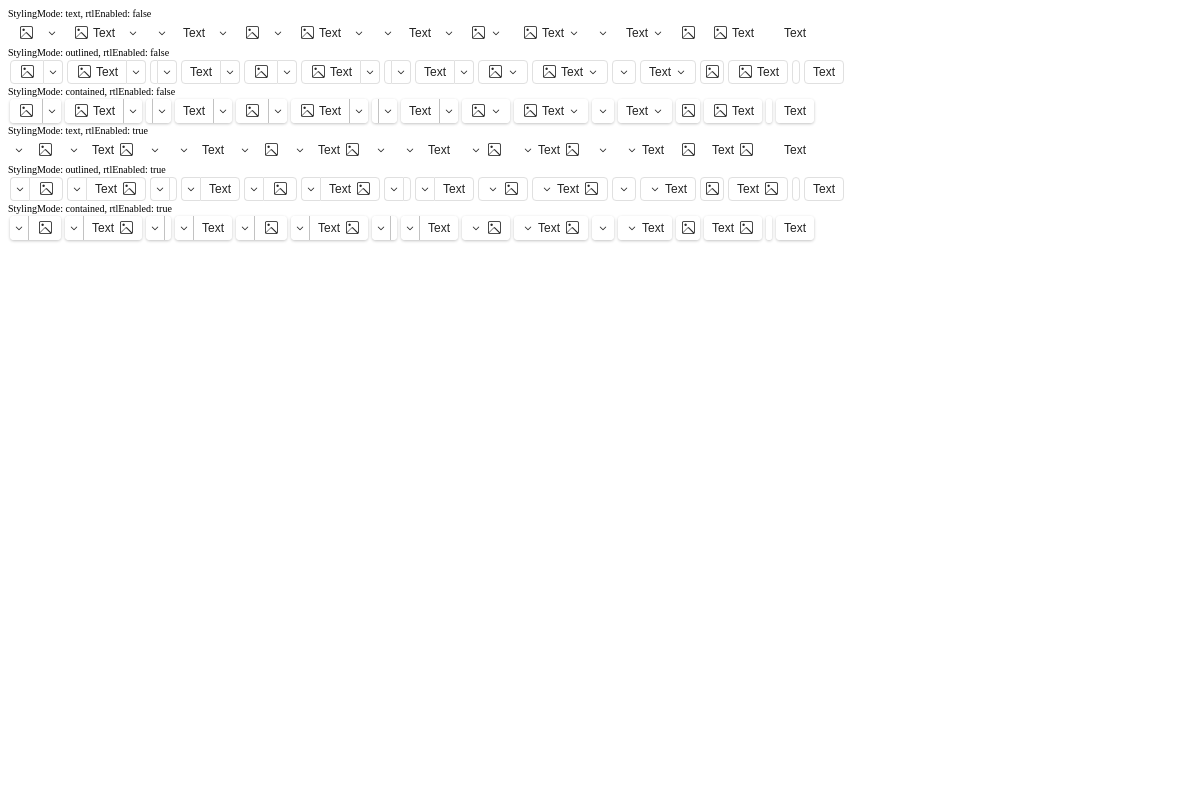 StylingMode: text, rtlEnabled: false
Text Text Text Text Text Text Text Text
StylingMode: outlined, rtlEnabled: false
Text Text Text Text Text Text Text Text
StylingMode: contained, rtlEnabled: false
Text Text Text Text Text Text Text Text
StylingMode: text, rtlEnabled: true
Text Text Text Text Text Text Text Text
StylingMode: outlined, rtlEnabled: true
Text Text Text Text Text Text Text Text
StylingMode: contained, rtlEnabled: true
Text Text Text Text Text Text Text Text